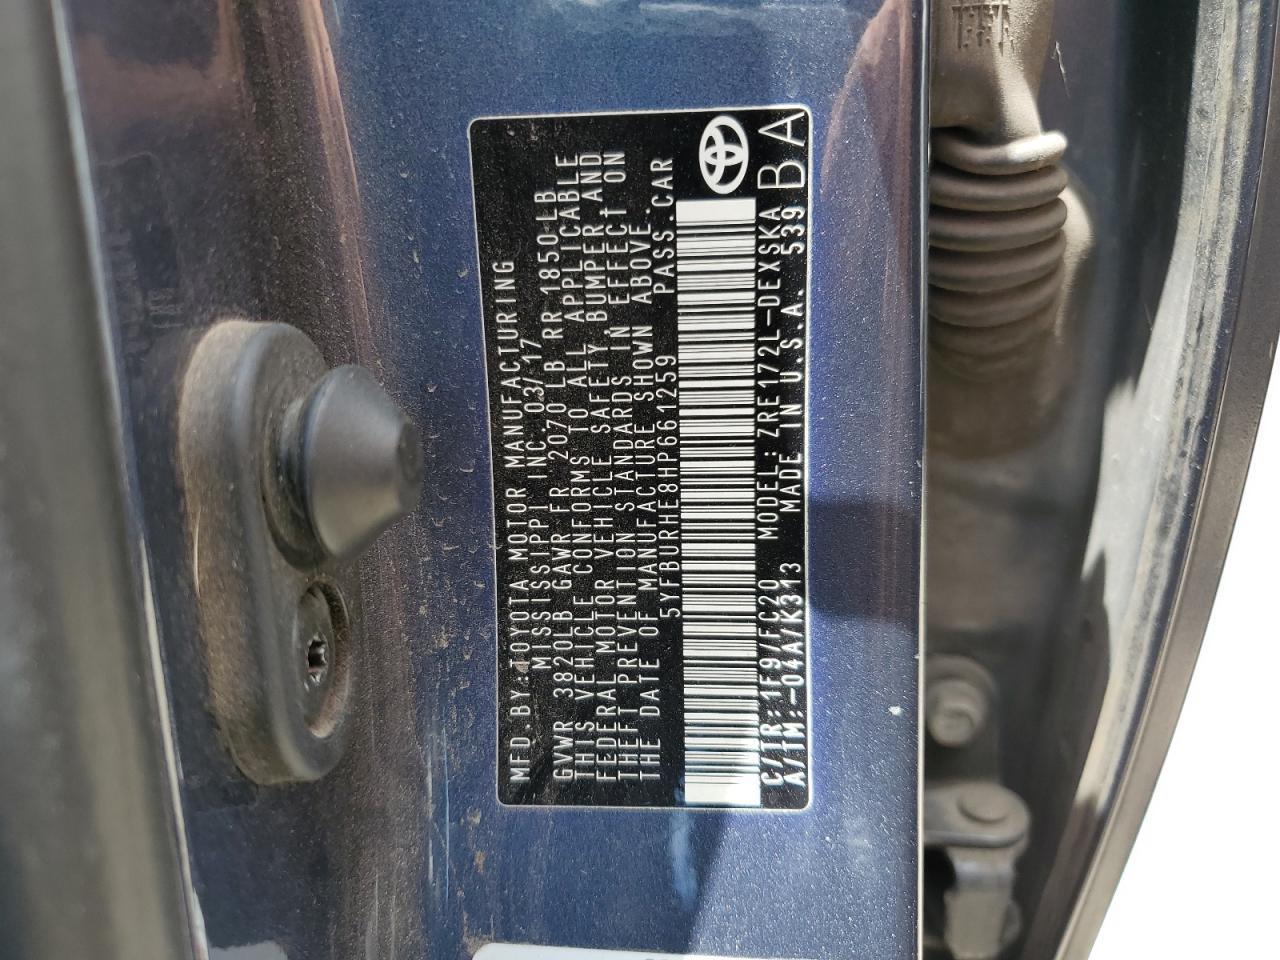 MFD.BY:TOYOTA MOTOR MANUFACTURING
MISSISSIPPI INC. 03/17
GVWR 3820LB GAWR FR 2070 LB RR 1850 LB
THIS VEHICLE CONFORMS TO ALL APPLICABLE
FEDERAL MOTOR VEHICLE SAFETY, BUMPER AND
THEFT PREVENTION STANDARDS IN EFFECT ON
THE DATE OF MANUFACTURE SHOWN ABOVE.
5YFBURHE8HP661259 PASS.CAR
C/TR:1E9/FC20 MODEL:ZRE172L-DEXSKA
A/TM:-04A/K313 MADE IN U.S.A. 539
BA